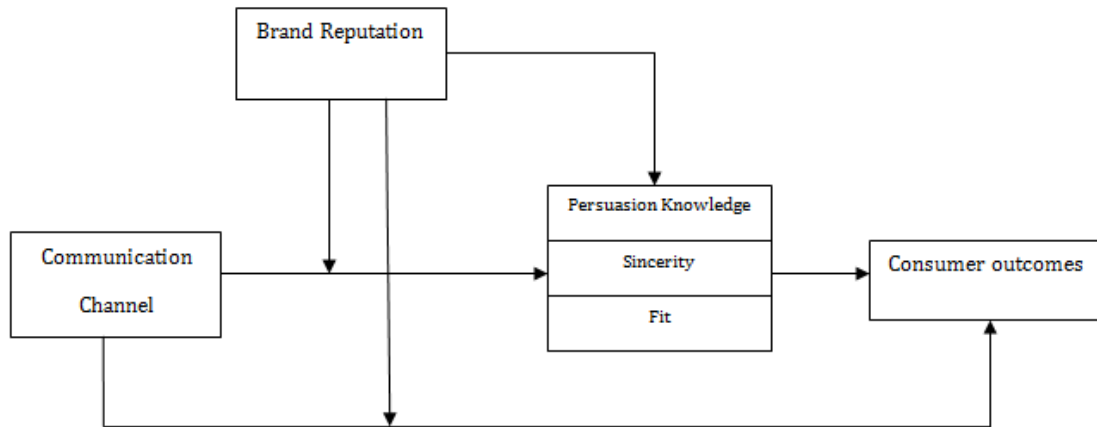 Brand Reputation
Persuasion Knowledge
Communication
Channel
Sincerity
Consumer outcomes
Fit